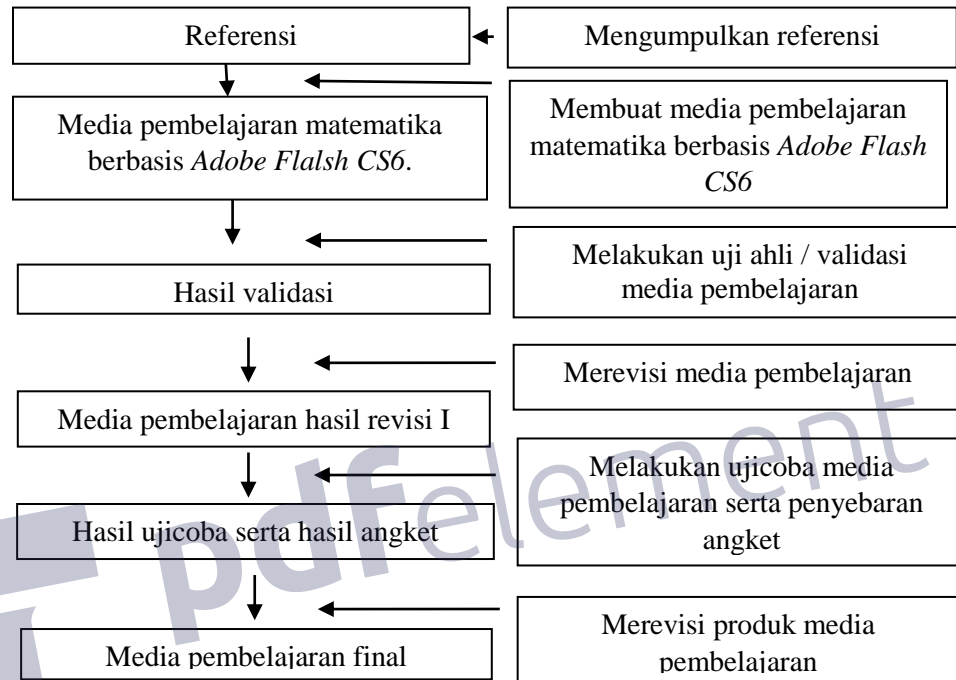 Referensi
Mengumpulkan referensi
Media pembelajaran matematika
berbasis Adobe Flalsh CS6.
Membuat media pembelajaran
matematika berbasis Adobe Flash
CS6
Hasil validasi
Melakukan uji ahli / validasi
media pembelajaran
Merevisi media pembelajaran
Media pembelajaran hasil revisi I
Melakukan ujicoba media
pembelajaran serta penyebaran
angket
Hasil ujicoba serta hasil angket
Merevisi produk media
pembelajaran
Media pembelajaran final
pdfelement